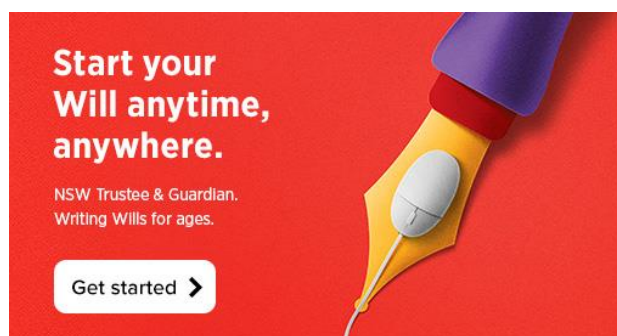 Start your
Will anytime,
anywhere.
NSW Trustee & Guardian.
Writing Wills for ages.
Get started